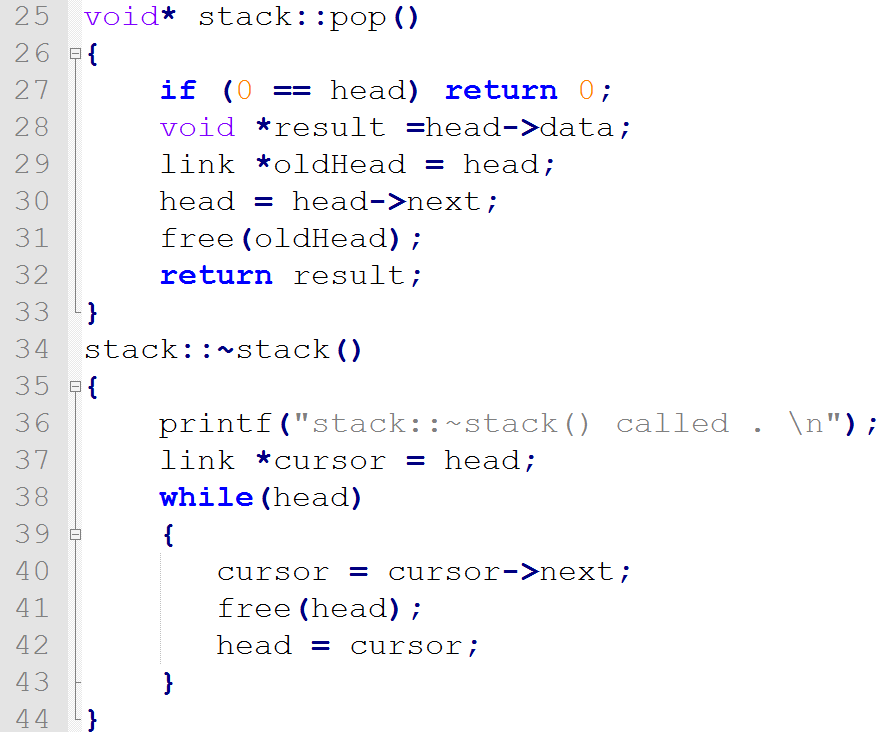 25 void* stack::pop()
26 {
27 if (0 == head) return 0;
28 void *result =head->data;
29 link *oldHead = head;
30 head = head->next;
31 free(oldHead);
32 return result;
33 }
34 stack::~stack()
35 {
36 printf("stack::~stack() called . \n");
37 link *cursor = head;
38 while(head)
39 {
40 cursor = cursor->next;
41 free(head);
42 head = cursor;
43 }
44 }